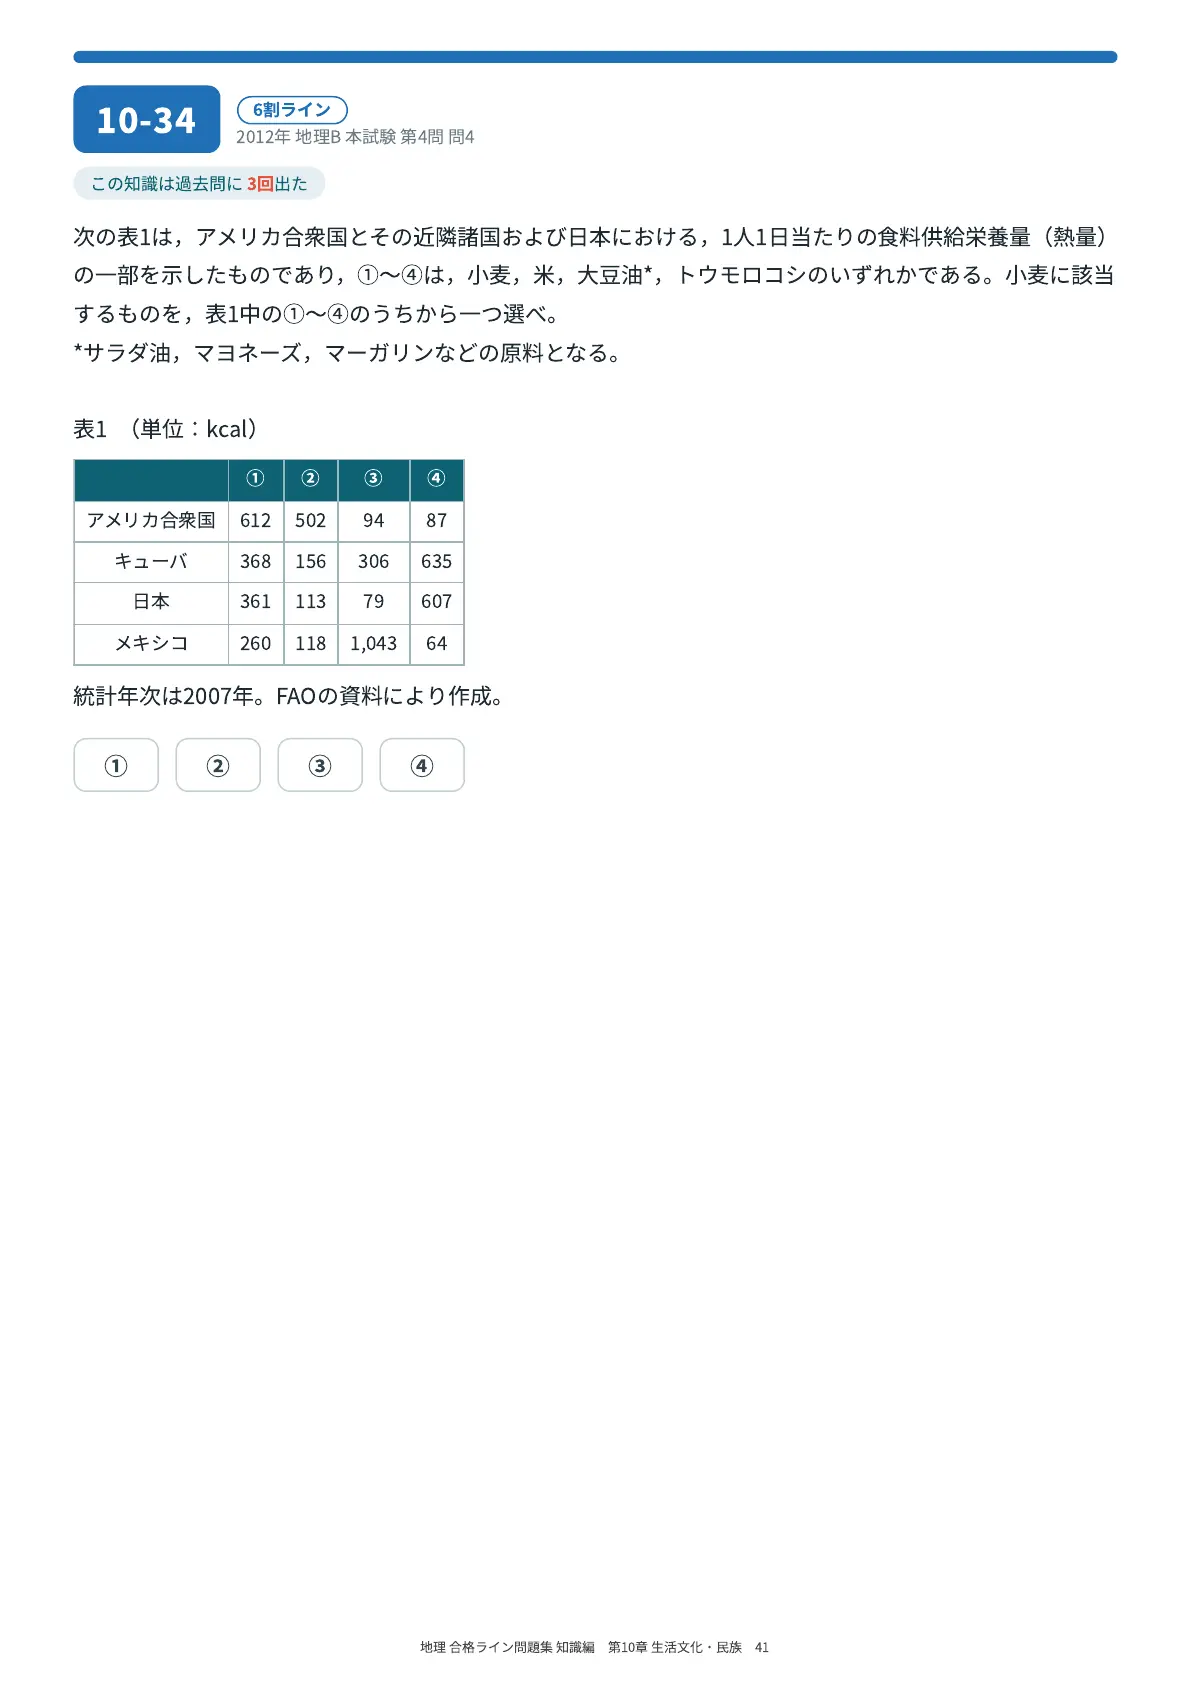 10-34
6割ライン
2012年 地理B 本試験 第4問 問4
この知識は過去問に 3回出た
次の表1は，アメリカ合衆国とその近隣諸国および日本における，1人1日当たりの食料供給栄養量（熱量）
の一部を示したものであり，①～④は，小麦，米，大豆油*，トウモロコシのいずれかである。小麦に該当
するものを，表1中の①～④のうちから一つ選べ。
*サラダ油，マヨネーズ，マーガリンなどの原料となる。
表1 （単位：kcal）
① ② ③ ④
アメリカ合衆国 612 502 94 87
キューバ 368 156 306 635
日本 361 113 79 607
メキシコ 260 118 1,043 64
統計年次は2007年。FAOの資料により作成。
① ② ③ ④
地理 合格ライン問題集 知識編 第10章 生活文化・民族 41